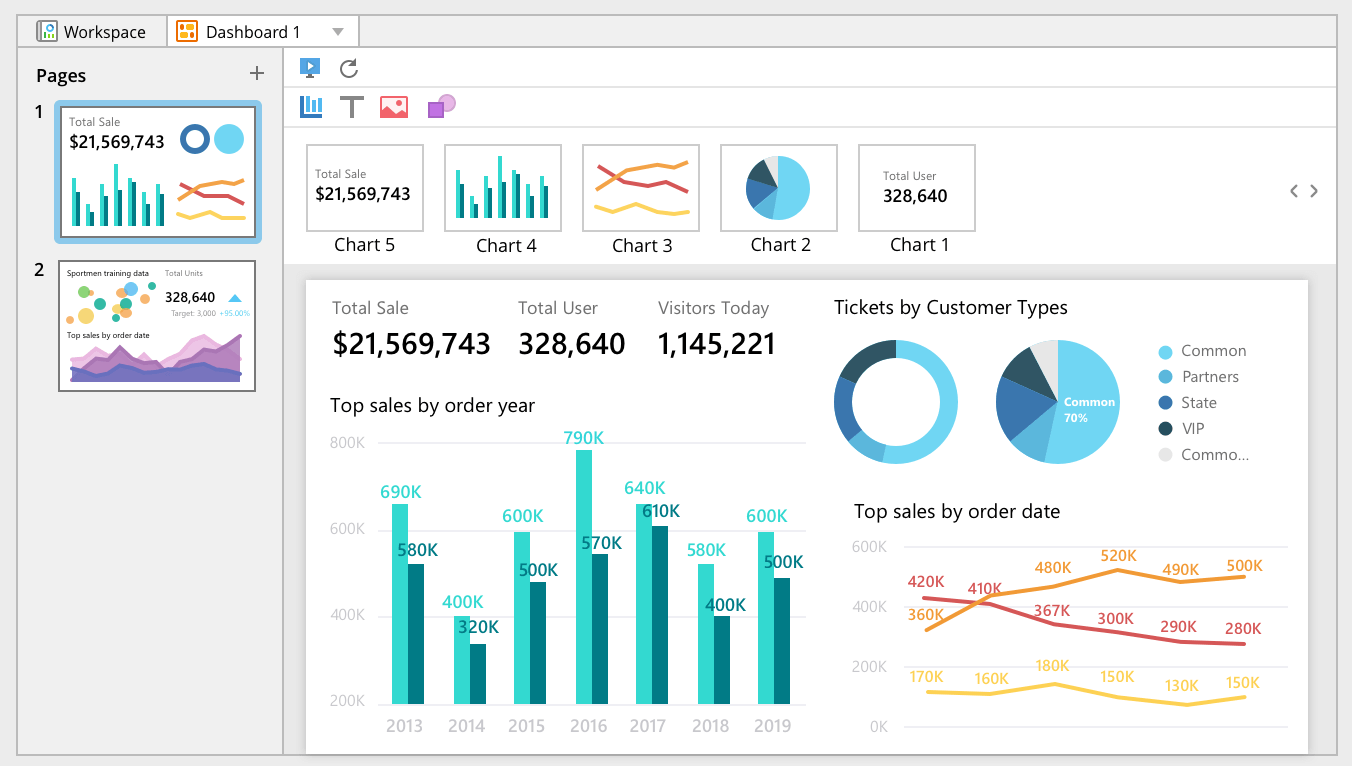 Workspace
Dashboard 1
Pages
1
Total Sale
$21,569,743
2
Sportmen training data
Total Units
328,640
Target: 3,000 +95.00%
Top sales by order date
Total Sale
$21,569,743
Total User
328,640
Chart 5
Chart 4
Chart 3
Chart 2
Chart 1
Total Sale
Total User
Visitors Today
$21,569,743
328,640
1,145,221
Top sales by order year
800K
600K
400K
200K
690K
580K
400K
320K
600K
500K
790K
570K
640K
610K
580K
400K
600K
500K
2013
2014
2015
2016
2017
2018
2019
Tickets by Customer Types
Common
70%
Common
Partners
State
VIP
Commo...
Top sales by order date
600K
400K
200K
0K
420K
410K
367K
300K
290K
280K
360K
480K
520K
490K
500K
170K
160K
180K
150K
130K
150K